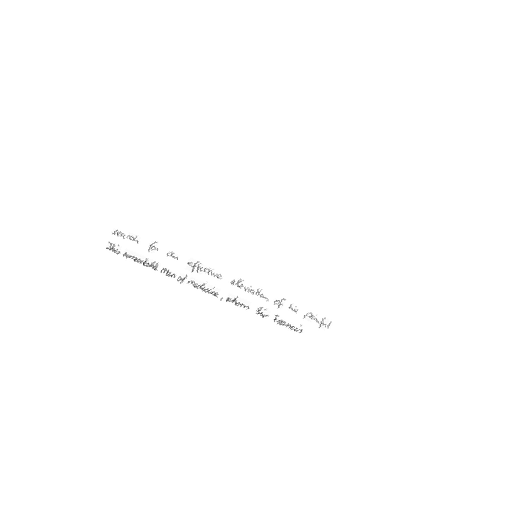 search for an effective alleviation of his painful
This remarkable man of medicine, whom Sir Francis